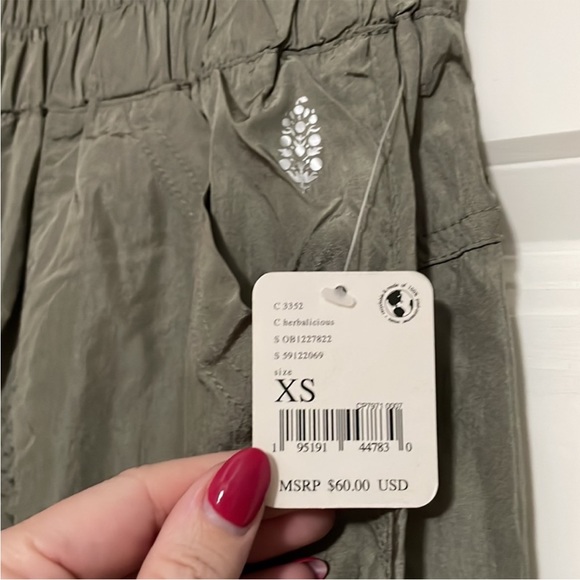 C 3352
C herbalicious
S OB1227822
S 59122069
size
XS
1 95191 44783 0
MSRP $60.00 USD